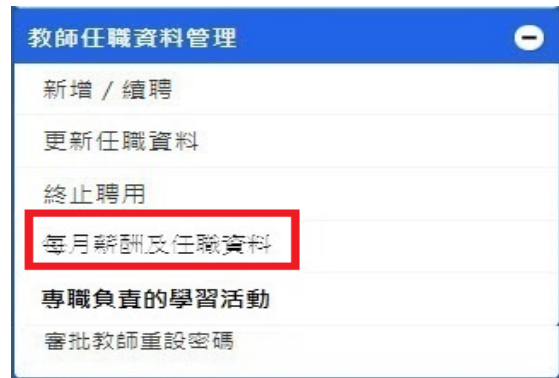 教師任職資料管理
新增 / 續聘
更新任職資料
終止聘用
每月薪酬及任職資料
專職負責的學習活動
審批教師重設密碼